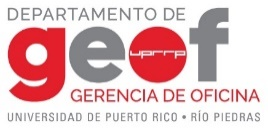 DEPARTAMENTO DE
geof
uprrp
GERENCIA DE OFICINA
UNIVERSIDAD DE PUERTO RICO • RÍO PIEDRAS